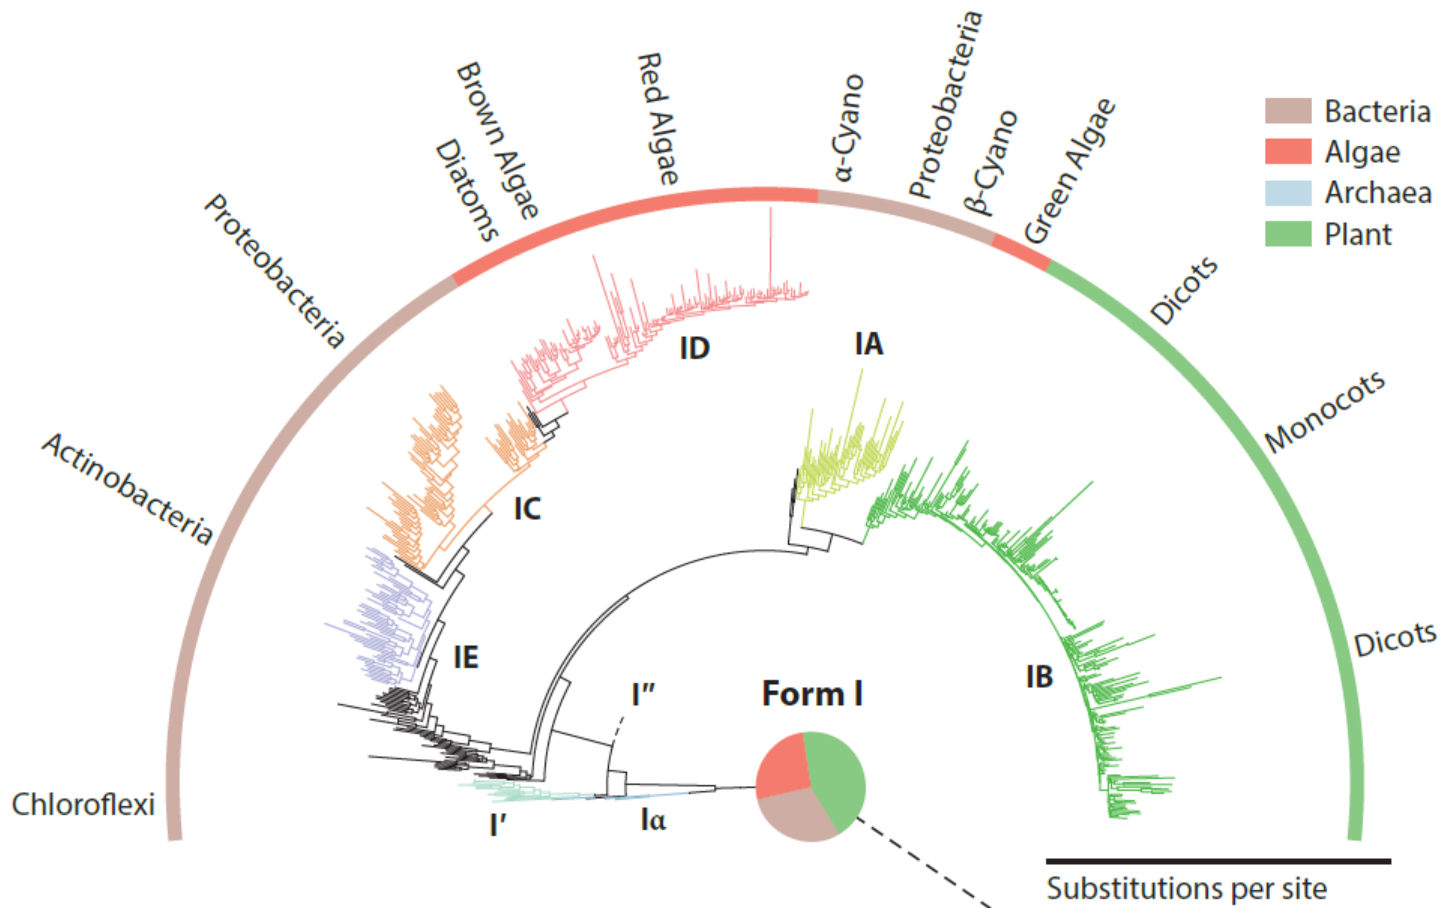 Chloroflexi
Actinobacteria
Proteobacteria
Diatoms
Brown Algae
Red Algae
α-Cyano
Proteobacteria
β-Cyano
Green Algae
Dicots
Monocots
Dicots
Bacteria
Algae
Archaea
Plant
ID
IA
IC
IE
IB
I″
Form I
I′
Iα
Substitutions per site